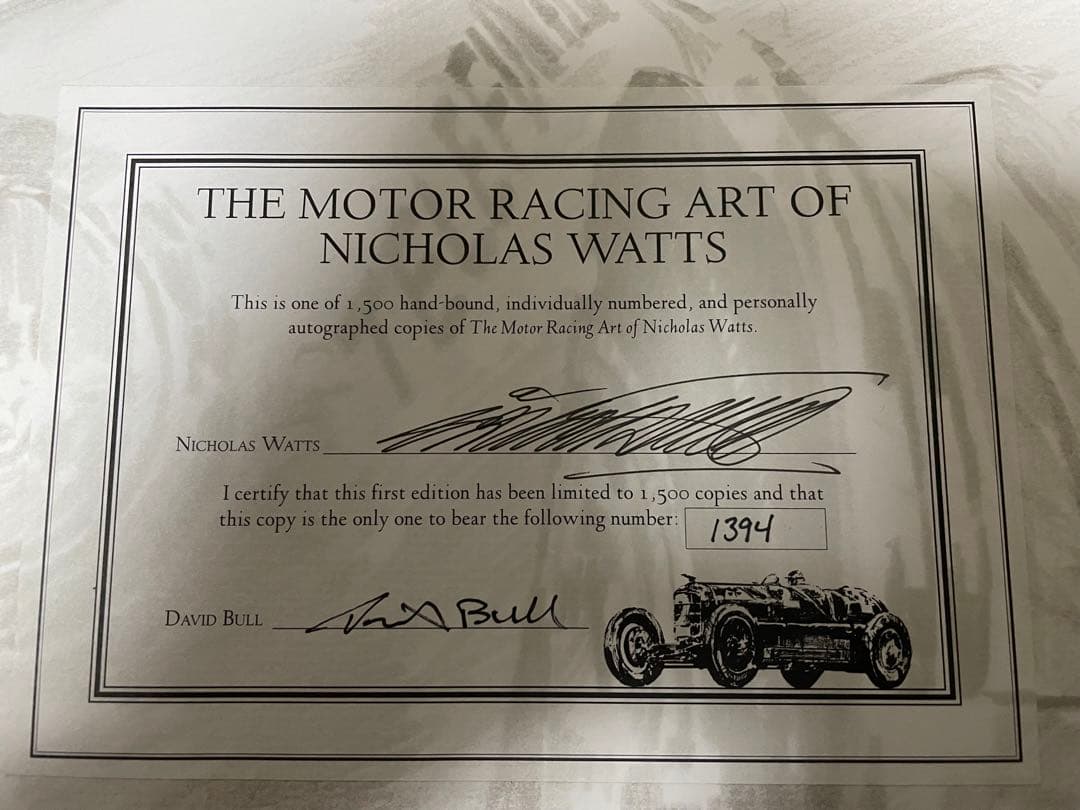 THE MOTOR RACING ART OF
NICHOLAS WATTS
This is one of 1,500 hand-bound, individually numbered, and personally
autographed copies of The Motor Racing Art of Nicholas Watts.
NICHOLAS WATTS
I certify that this first edition has been limited to 1,500 copies and that
this copy is the only one to bear the following number: 1394
DAVID BULL David Bull